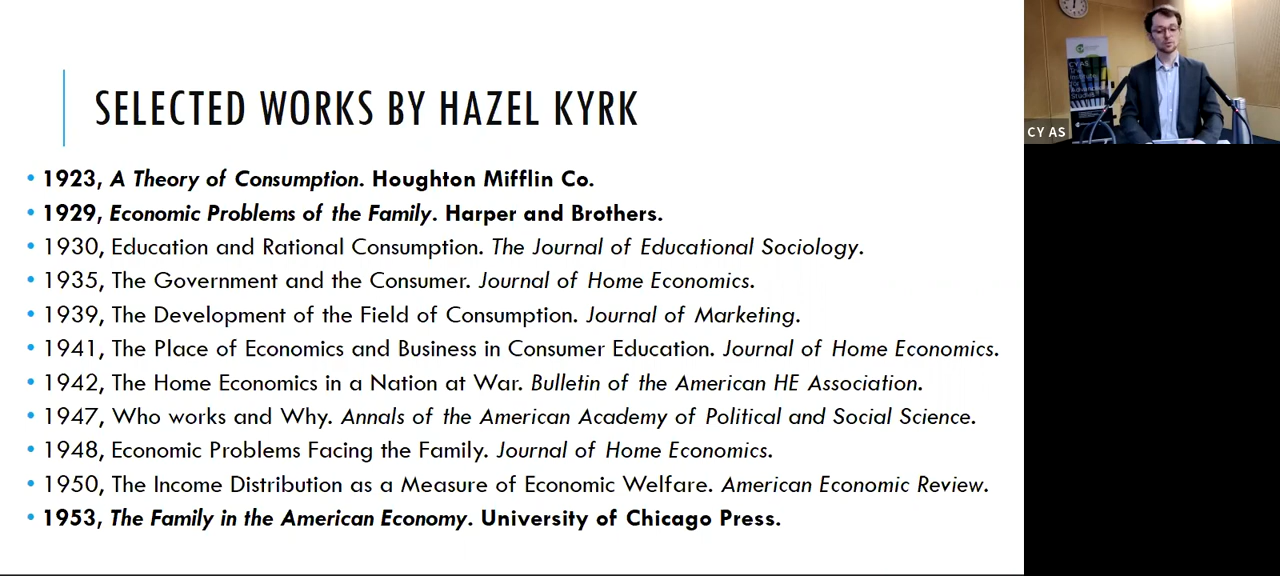 SELECTED WORKS BY HAZEL KYRK
• 1923, A Theory of Consumption. Houghton Mifflin Co.
• 1929, Economic Problems of the Family. Harper and Brothers.
• 1930, Education and Rational Consumption. The Journal of Educational Sociology.
• 1935, The Government and the Consumer. Journal of Home Economics.
• 1939, The Development of the Field of Consumption. Journal of Marketing.
• 1941, The Place of Economics and Business in Consumer Education. Journal of Home Economics.
• 1942, The Home Economics in a Nation at War. Bulletin of the American HE Association.
• 1947, Who works and Why. Annals of the American Academy of Political and Social Science.
• 1948, Economic Problems Facing the Family. Journal of Home Economics.
• 1950, The Income Distribution as a Measure of Economic Welfare. American Economic Review.
• 1953, The Family in the American Economy. University of Chicago Press.
CY AS